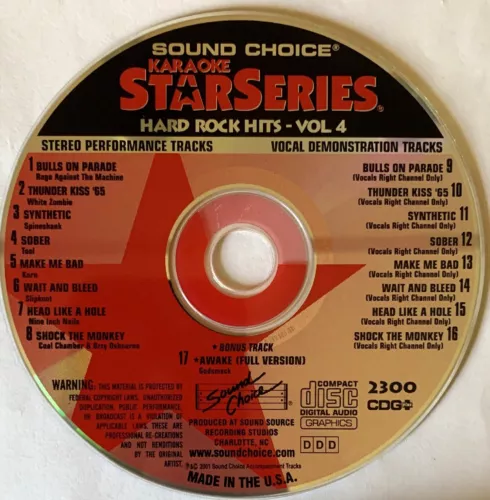 SOUND CHOICE®
KARAOKE
STARSERIES®
HARD ROCK HITS - VOL 4
STEREO PERFORMANCE TRACKS
1 BULLS ON PARADE
Rage Against The Machine
2 THUNDER KISS '65
White Zombie
3 SYNTHETIC
Spineshank
4 SOBER
Tool
5 MAKE ME BAD
Korn
6 WAIT AND BLEED
Slipknot
7 HEAD LIKE A HOLE
Nine Inch Nails
8 SHOCK THE MONKEY
Coal Chamber & Ozzy Osbourne
VOCAL DEMONSTRATION TRACKS
BULLS ON PARADE 9
(Vocals Right Channel Only)
THUNDER KISS '65 10
(Vocals Right Channel Only)
SYNTHETIC 11
(Vocals Right Channel Only)
SOBER 12
(Vocals Right Channel Only)
MAKE ME BAD 13
(Vocals Right Channel Only)
WAIT AND BLEED 14
(Vocals Right Channel Only)
HEAD LIKE A HOLE 15
(Vocals Right Channel Only)
SHOCK THE MONKEY 16
(Vocals Right Channel Only)
* BONUS TRACK
17 *AWAKE (FULL VERSION)
Godsmack
WARNING: THIS MATERIAL IS PROTECTED BY
FEDERAL COPYRIGHT LAWS. UNAUTHORIZED
DUPLICATION, PUBLIC PERFORMANCE, OR
BROADCAST IS A VIOLATION OF
APPLICABLE LAWS. THESE ARE
PROFESSIONAL RE-CREATIONS
AND NOT RENDITIONS
BY THE ORIGINAL
ARTIST.
Sound
Choice
PRODUCED AT SOUND SOURCE
RECORDING STUDIOS
CHARLOTTE, NC
www.soundchoice.com
COMPACT
disc
DIGITAL AUDIO
GRAPHICS
DDD
2300
CDG
℗&© 2001 Sound Choice Accompaniment Tracks
MADE IN THE U.S.A.